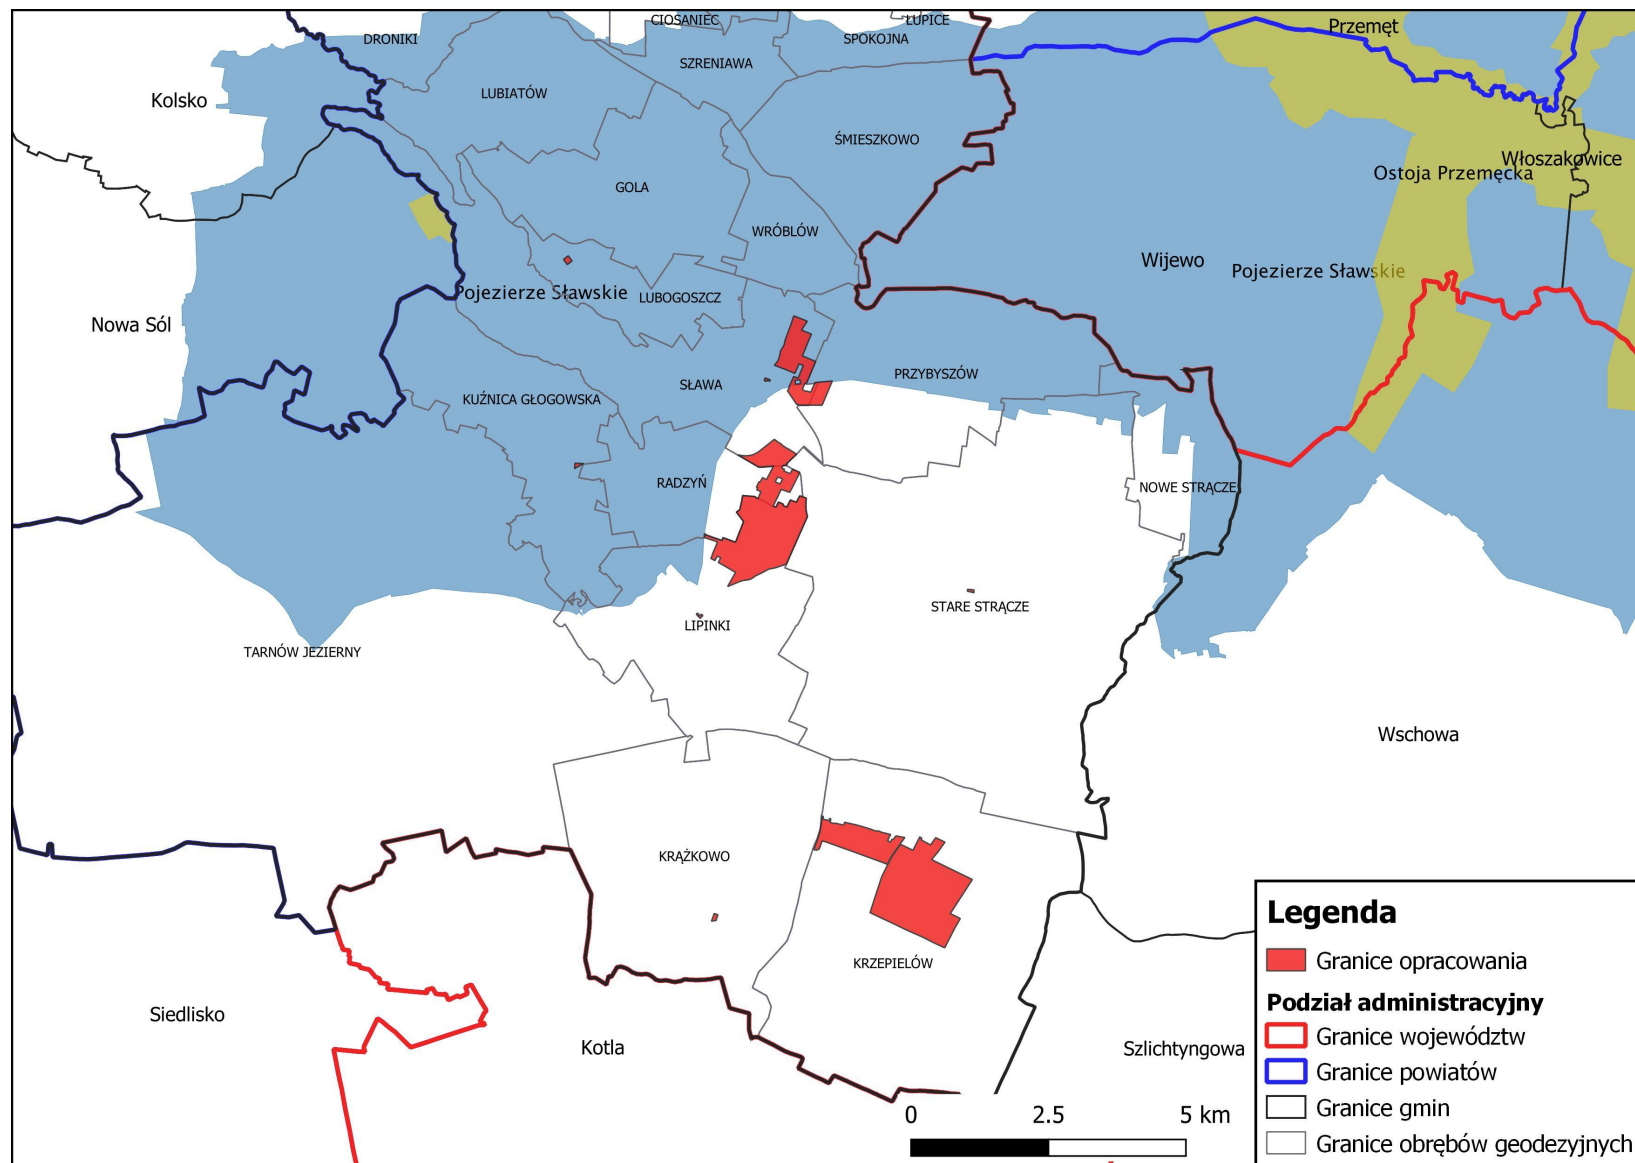 CIOSANIEC
ŁUPICE
DRONIKI
SPOKOJNA
Przemęt
SZRENIAWA
Kolsko
LUBIATÓW
ŚMIESZKOWO
Włoszakowice
Ostoja Przemęcka
GOLA
WRÓBLÓW
Wijewo
Pojezierze Sławskie
Pojezierze Sławskie
LUBOGOSZCZ
Nowa Sól
SŁAWA
PRZYBYSZÓW
KUŹNICA GŁOGOWSKA
RADZYŃ
NOWE STRĄCZE
STARE STRĄCZE
LIPINKI
TARNÓW JEZIERNY
Wschowa
KRĄŻKOWO
KRZEPIELÓW
Siedlisko
Kotla
Szlichtyngowa
0 2.5 5 km
Legenda
Granice opracowania
Podział administracyjny
Granice województw
Granice powiatów
Granice gmin
Granice obrębów geodezyjnych